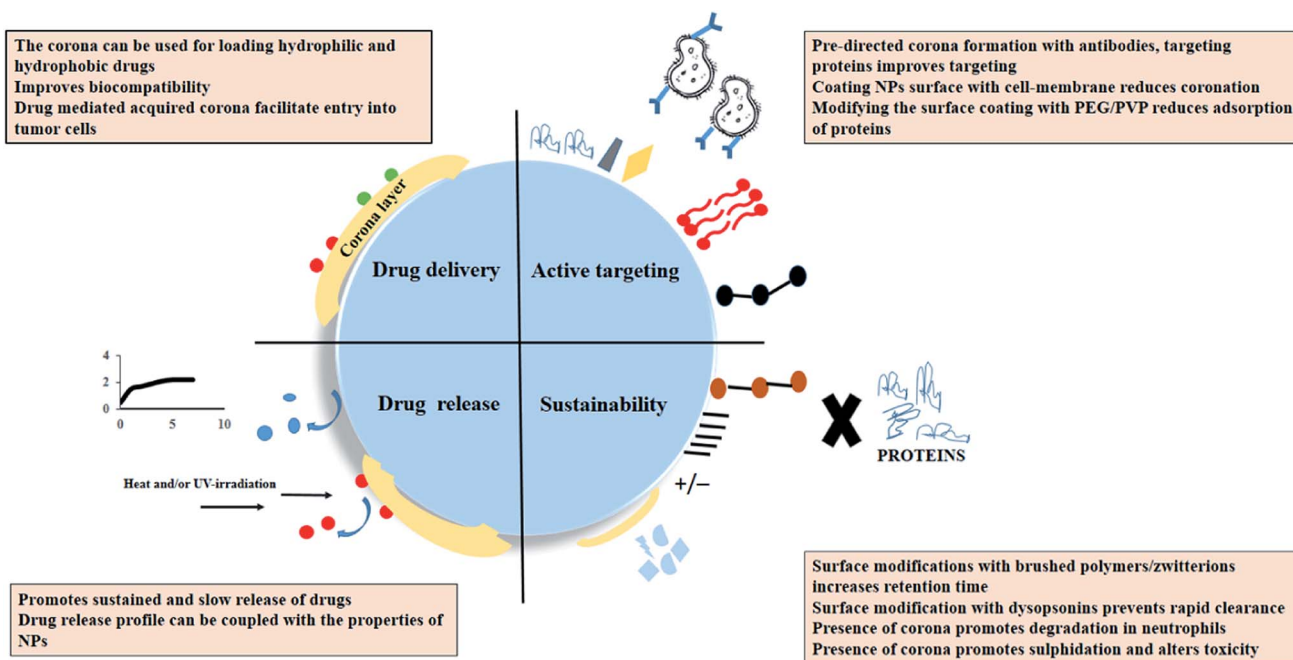 The corona can be used for loading hydrophilic and
hydrophobic drugs
Improves biocompatibility
Drug mediated acquired corona facilitate entry into
tumor cells
Pre-directed corona formation with antibodies, targeting
proteins improves targeting
Coating NPs surface with cell-membrane reduces coronation
Modifying the surface coating with PEG/PVP reduces adsorption
of proteins
Corona layer
Drug delivery
Active targeting
Drug release
Sustainability
4
2
0
0
5
10
Heat and/or UV-irradiation
+/−
PROTEINS
Promotes sustained and slow release of drugs
Drug release profile can be coupled with the properties of
NPs
Surface modifications with brushed polymers/zwitterions
increases retention time
Surface modification with dysopsonins prevents rapid clearance
Presence of corona promotes degradation in neutrophils
Presence of corona promotes sulphidation and alters toxicity